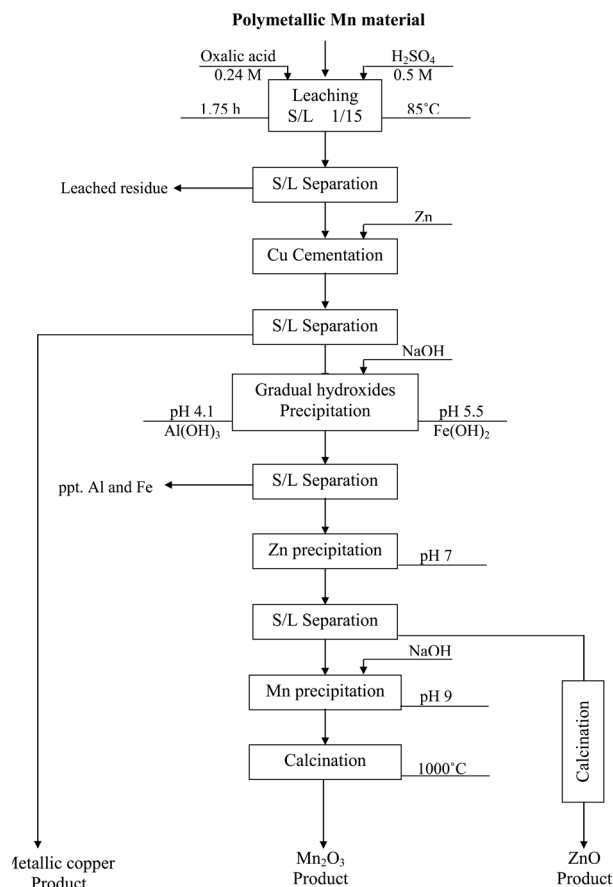 Polymetallic Mn material
Oxalic acid
0.24 M
H₂SO₄
0.5 M
Leaching
S/L 1/15
1.75 h
85˚C
S/L Separation
Leached residue
Zn
Cu Cementation
S/L Separation
NaOH
Gradual hydroxides
Precipitation
pH 4.1
Al(OH)₃
pH 5.5
Fe(OH)₂
S/L Separation
ppt. Al and Fe
Zn precipitation
pH 7
S/L Separation
NaOH
Mn precipitation
pH 9
Calcination
Calcination
1000˚C
Metallic copper
Product
Mn₂O₃
Product
ZnO
Product